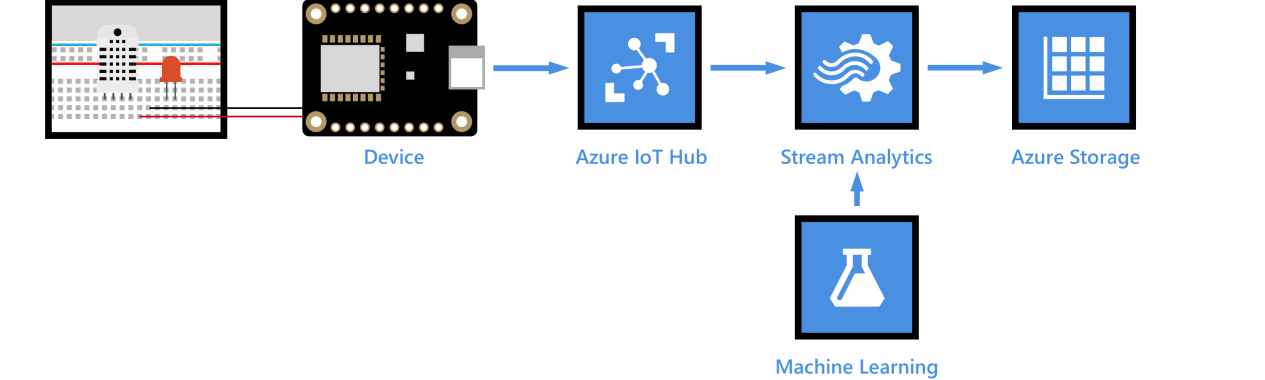 Device
Azure IoT Hub
Stream Analytics
Azure Storage
Machine Learning